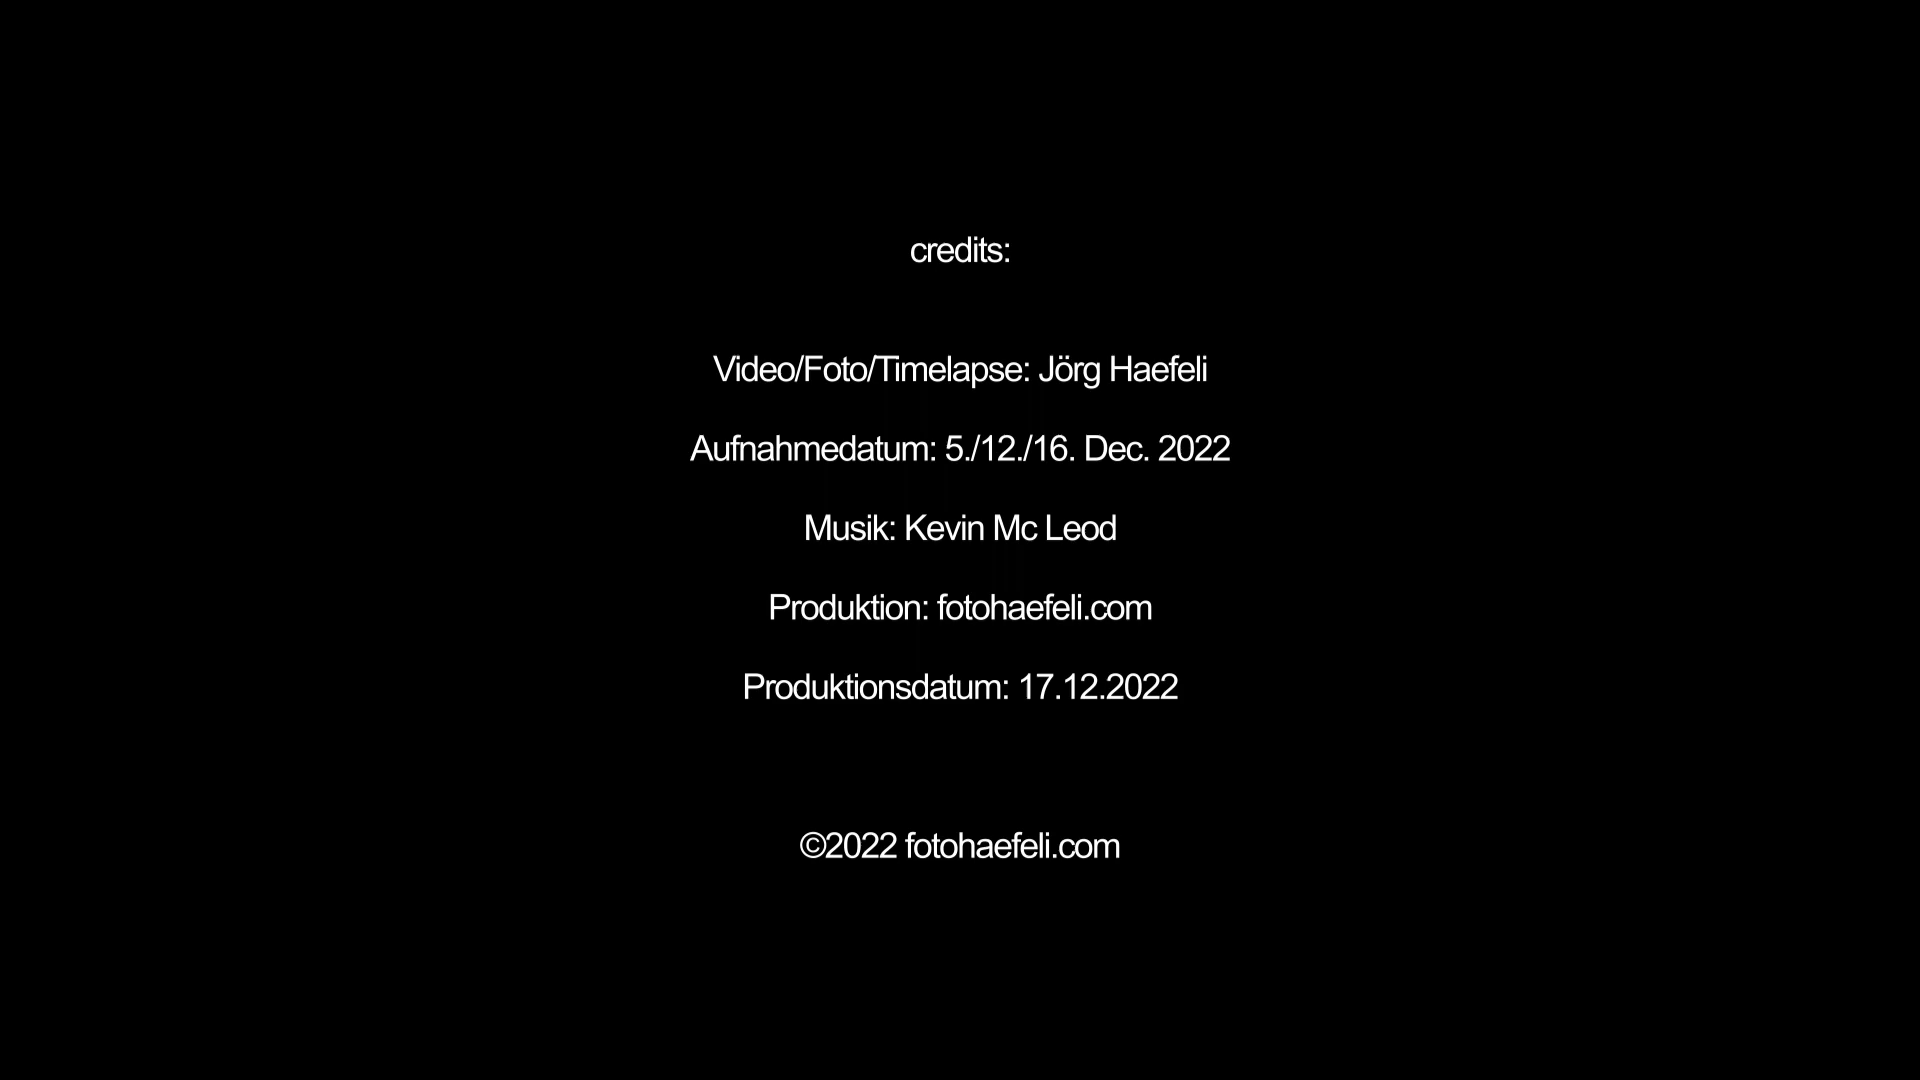 credits:
Video/Foto/Timelapse: Jörg Haefeli
Aufnahmedatum: 5./12./16. Dec. 2022
Musik: Kevin Mc Leod
Produktion: fotohaefeli.com
Produktionsdatum: 17.12.2022
©2022 fotohaefeli.com